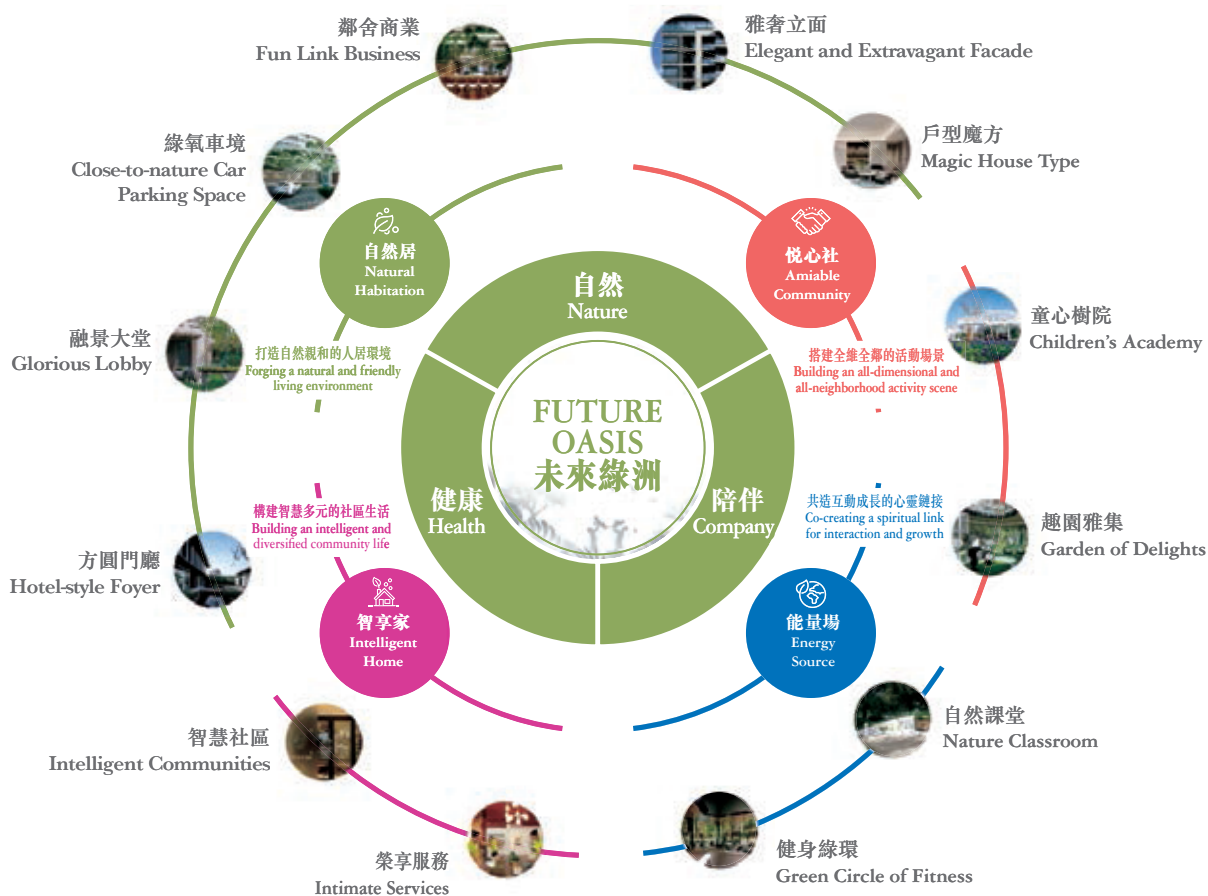 鄰舍商業
Fun Link Business
雅奢立面
Elegant and Extravagant Facade
綠氧車境
Close-to-nature Car
Parking Space
戶型魔方
Magic House Type
自然居
Natural
Habitation
悅心社
Amiable
Community
自然
Nature
融景大堂
Glorious Lobby
童心樹院
Children's Academy
打造自然親和的人居環境
Forging a natural and friendly
living environment
搭建全維全鄰的活動場景
Building an all-dimensional and
all-neighborhood activity scene
FUTURE
OASIS
未來綠洲
健康
Health
陪伴
Company
構建智慧多元的社區生活
Building an intelligent and
diversified community life
共造互動成長的心靈鏈接
Co-creating a spiritual link
for interaction and growth
方圓門廳
Hotel-style Foyer
趣園雅集
Garden of Delights
智享家
Intelligent
Home
能量場
Energy
Source
智慧社區
Intelligent Communities
自然課堂
Nature Classroom
榮享服務
Intimate Services
健身綠環
Green Circle of Fitness